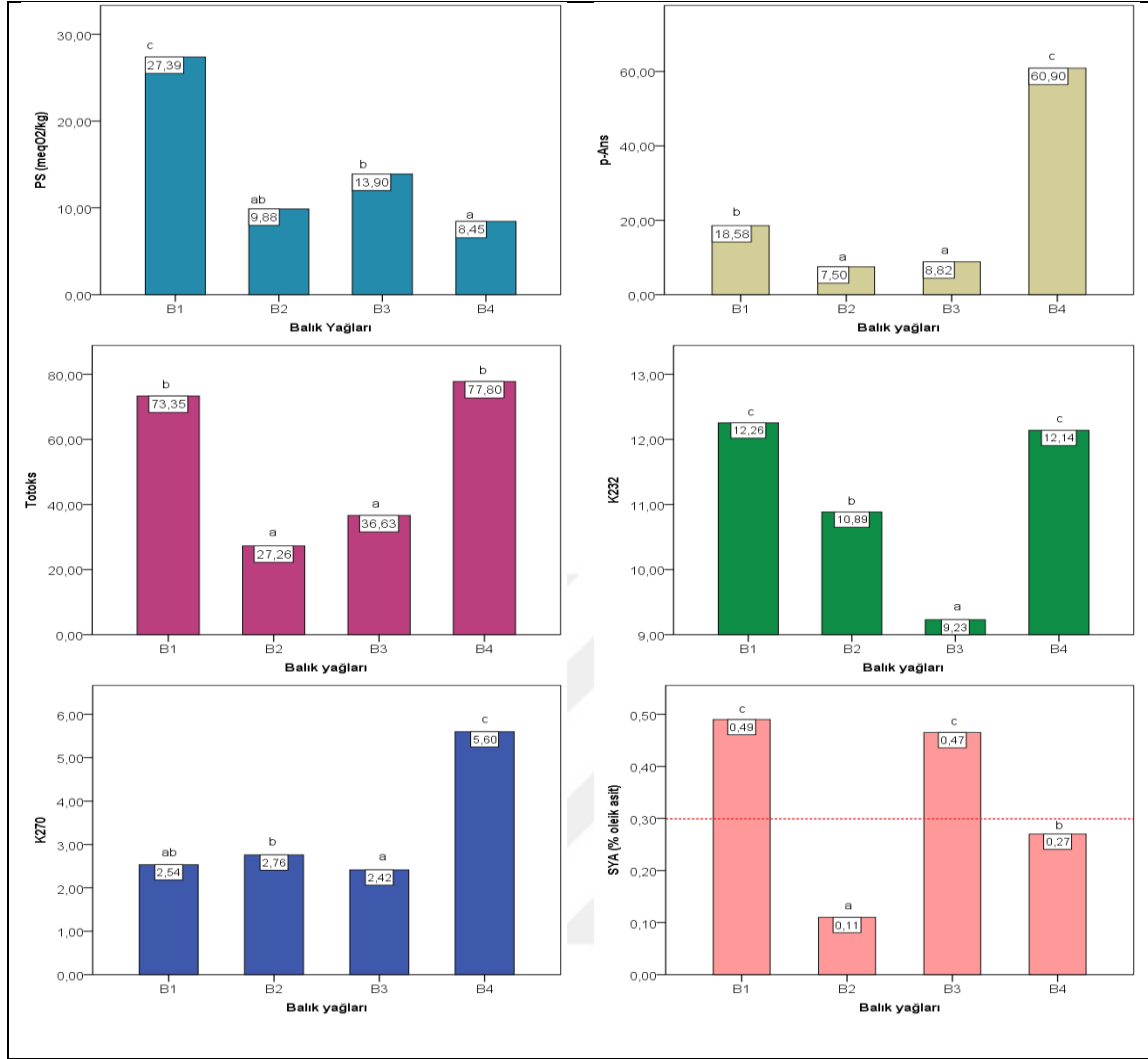 PS (meqO2/kg)
30,00
20,00
10,00
0,00
c
27,39
ab
9,88
b
13,90
a
8,45
B1 B2 B3 B4
Balık Yağları
p-Ans
60,00
40,00
20,00
0,00
b
18,58
a
7,50
a
8,82
c
60,90
B1 B2 B3 B4
Balık yağları
Totoks
80,00
60,00
40,00
20,00
0,00
b
73,35
a
27,26
a
36,63
b
77,80
B1 B2 B3 B4
Balık yağları
K232
13,00
12,00
11,00
10,00
9,00
c
12,26
b
10,89
a
9,23
c
12,14
B1 B2 B3 B4
Balık yağları
K270
6,00
5,00
4,00
3,00
2,00
1,00
0,00
ab
2,54
b
2,76
a
2,42
c
5,60
B1 B2 B3 B4
Balık yağları
SYA (% oleik asit)
0,50
0,40
0,30
0,20
0,10
0,00
c
0,49
a
0,11
c
0,47
b
0,27
B1 B2 B3 B4
Balık yağları